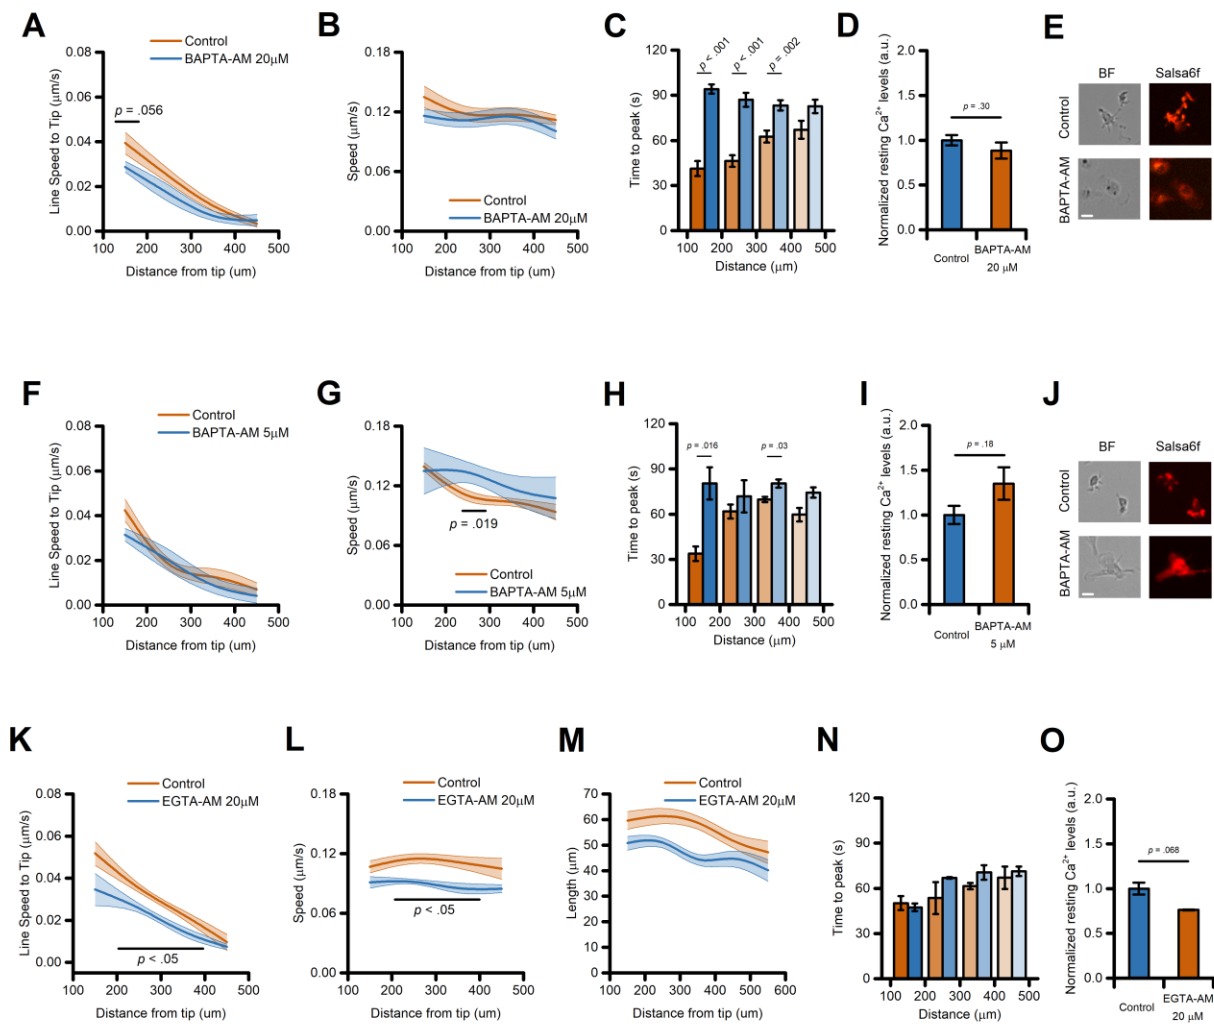 A
Control
BAPTA-AM 20μM
p = .056
Line Speed to Tip (μm/s)
0.08
0.06
0.04
0.02
0.00
100 200 300 400 500
Distance from tip (um)
B
Speed (μm/s)
0.18
0.12
0.06
0.00
Control
BAPTA-AM 20μM
100 200 300 400 500
Distance from tip (um)
C
Time to peak (s)
120
90
60
30
0
p < .001
p < .001
p = .002
100 200 300 400 500
Distance (μm)
D
Normalized resting Ca²⁺ levels (a.u.)
2.0
1.5
1.0
0.5
0.0
p = .30
Control
BAPTA-AM
20 μM
E
BF
Salsa6f
Control
BAPTA-AM
F
Control
BAPTA-AM 5μM
Line Speed to Tip (μm/s)
0.08
0.06
0.04
0.02
0.00
100 200 300 400 500
Distance from tip (um)
G
Speed (μm/s)
0.18
0.12
0.06
0.00
p = .019
Control
BAPTA-AM 5μM
100 200 300 400 500
Distance from tip (um)
H
Time to peak (s)
120
90
60
30
0
p = .016
p = .03
100 200 300 400 500
Distance (μm)
I
Normalized resting Ca²⁺ levels (a.u.)
2.0
1.5
1.0
0.5
0.0
p = .18
Control
BAPTA-AM
5 μM
J
BF
Salsa6f
Control
BAPTA-AM
K
Control
EGTA-AM 20μM
Line Speed to Tip (μm/s)
0.08
0.06
0.04
0.02
0.00
p < .05
100 200 300 400 500
Distance from tip (um)
L
Control
EGTA-AM 20μM
Speed (μm/s)
0.18
0.12
0.06
0.00
p < .05
100 200 300 400 500
Distance from tip (um)
M
Control
EGTA-AM 20μM
Length (μm)
70
60
50
40
30
20
10
0
100 200 300 400 500 600
Distance from tip (um)
N
Time to peak (s)
120
90
60
30
0
100 200 300 400 500
Distance (μm)
O
Normalized resting Ca²⁺ levels (a.u.)
2.0
1.5
1.0
0.5
0.0
p = .068
Control
EGTA-AM
20 μM